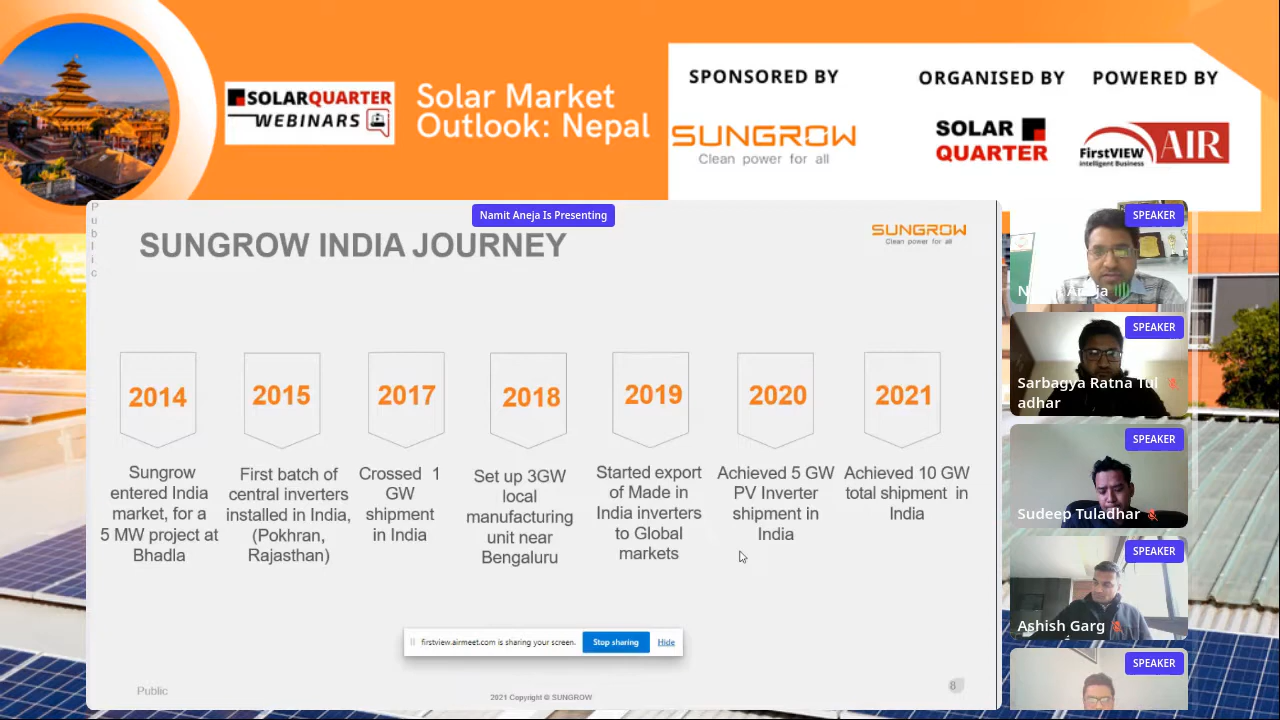 SOLARQUARTER
WEBINARS
Solar Market
Outlook: Nepal
SPONSORED BY
SUNGROW
Clean power for all
ORGANISED BY
SOLAR
QUARTER
POWERED BY
FirstVIEW
Intelligent Business
AIR
Public
Namit Aneja Is Presenting
SUNGROW INDIA JOURNEY
SUNGROW
Clean power for all
2014
Sungrow
entered India
market, for a
5 MW project at
Bhadla
2015
First batch of
central inverters
installed in India,
(Pokhran,
Rajasthan)
2017
Crossed 1
GW
shipment
in India
2018
Set up 3GW
local
manufacturing
unit near
Bengaluru
2019
Started export
of Made in
India inverters
to Global
markets
2020
Achieved 5 GW
PV Inverter
shipment in
India
2021
Achieved 10 GW
total shipment in
India
firstview.airmeet.com is sharing your screen.
Stop sharing
Hide
Public
2021 Copyright © SUNGROW
8
SPEAKER
Aneja
SPEAKER
Sarbagya Ratna Tul
adhar
SPEAKER
Sudeep Tuladhar
SPEAKER
Ashish Garg
SPEAKER